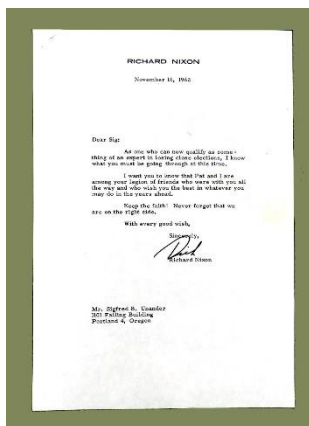 RICHARD NIXON
November 15, 1962
Dear Sig:
As one who can now qualify as some-
thing of an expert in losing close elections, I know
what you must be going through at this time.
I want you to know that Pat and I are
among your legion of friends who were with you all
the way and who wish you the best in whatever you
may do in the years ahead.
Keep the faith! Never forget that we
are on the right side.
With every good wish,
Sincerely,
Dick
Richard Nixon
Mr. Sigfred B. Unander
Failing Building
Portland 4, Oregon